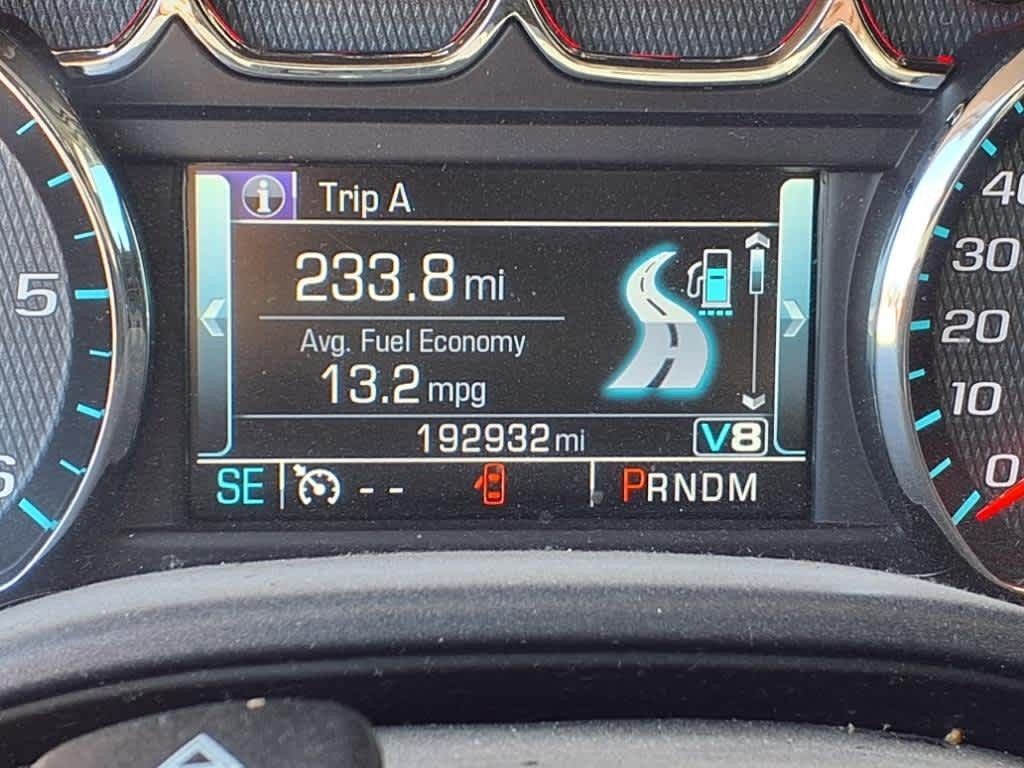 Trip A
233.8 mi
Avg. Fuel Economy
13.2 mpg
192932 mi V8
SE -- PRNDM
5
6
40
30
20
10
0